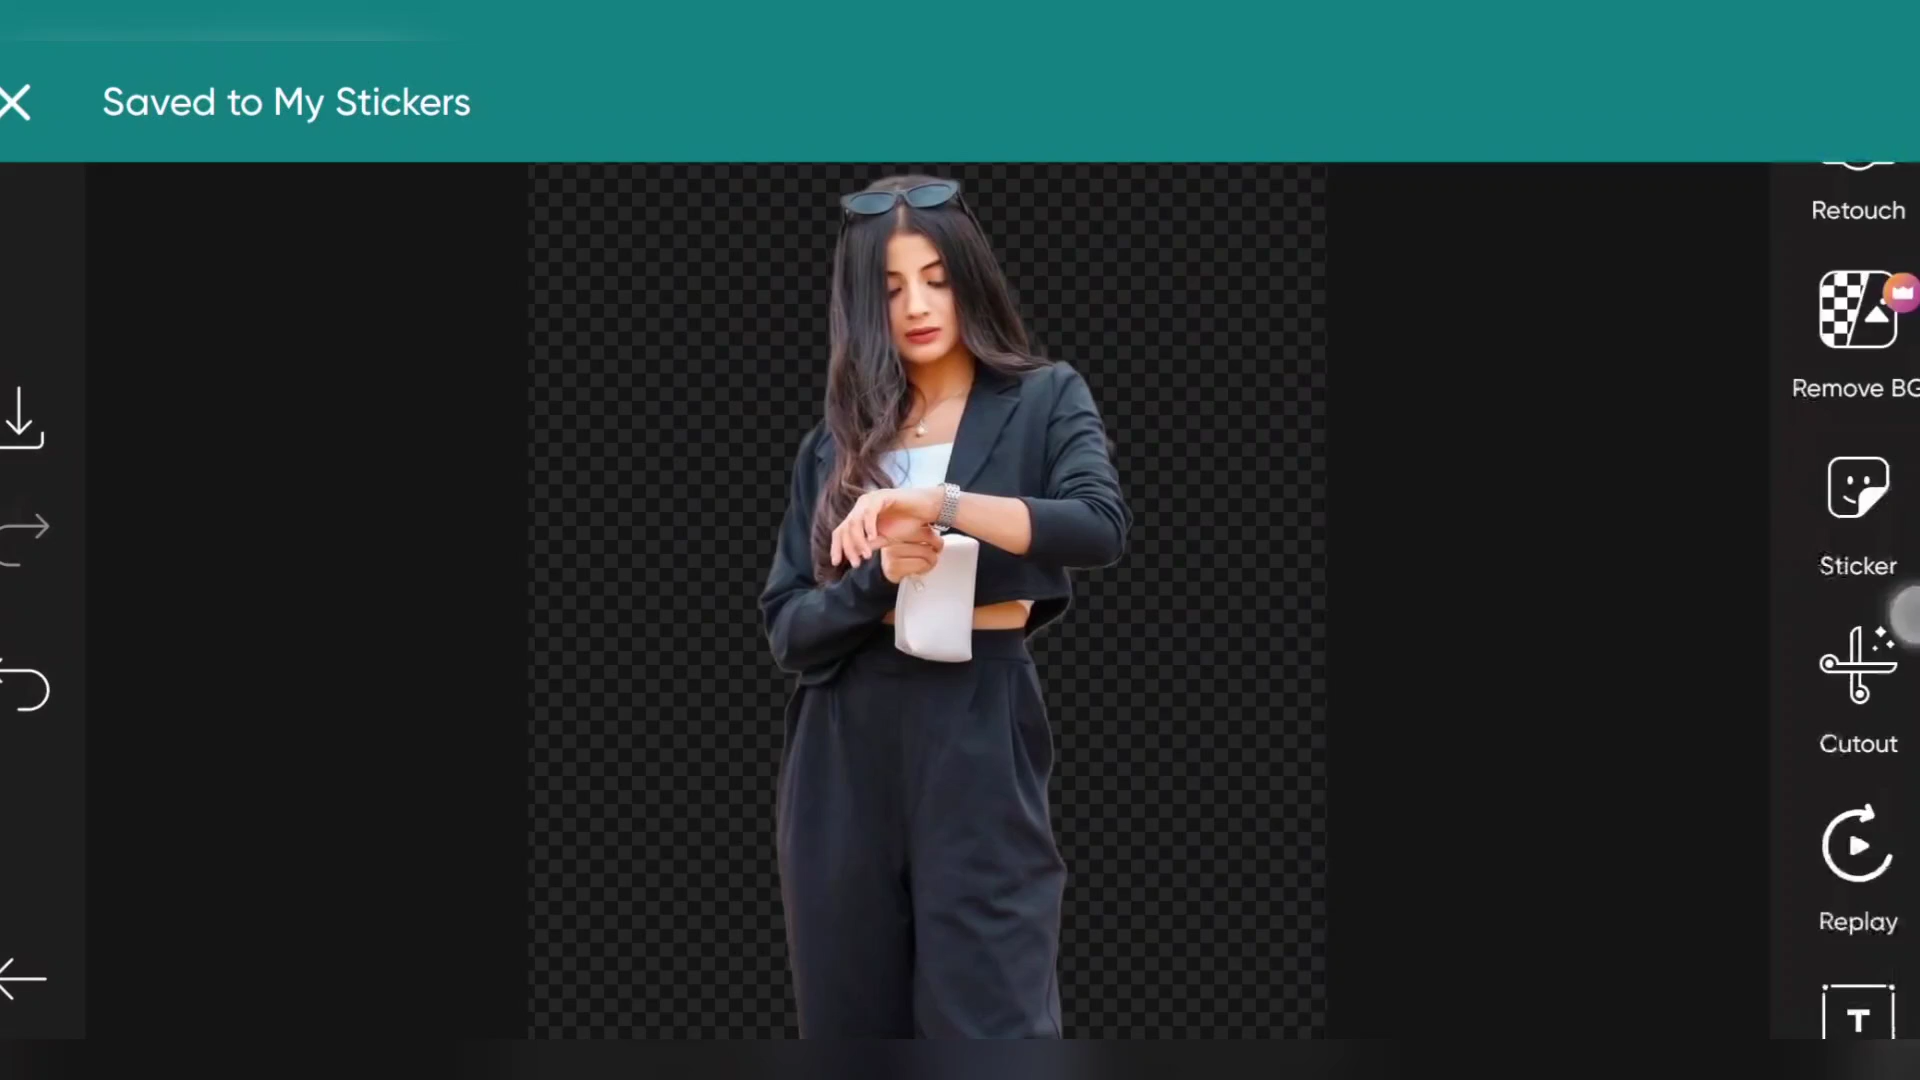 Saved to My Stickers
Retouch
Remove BG
Sticker
Cutout
Replay
T